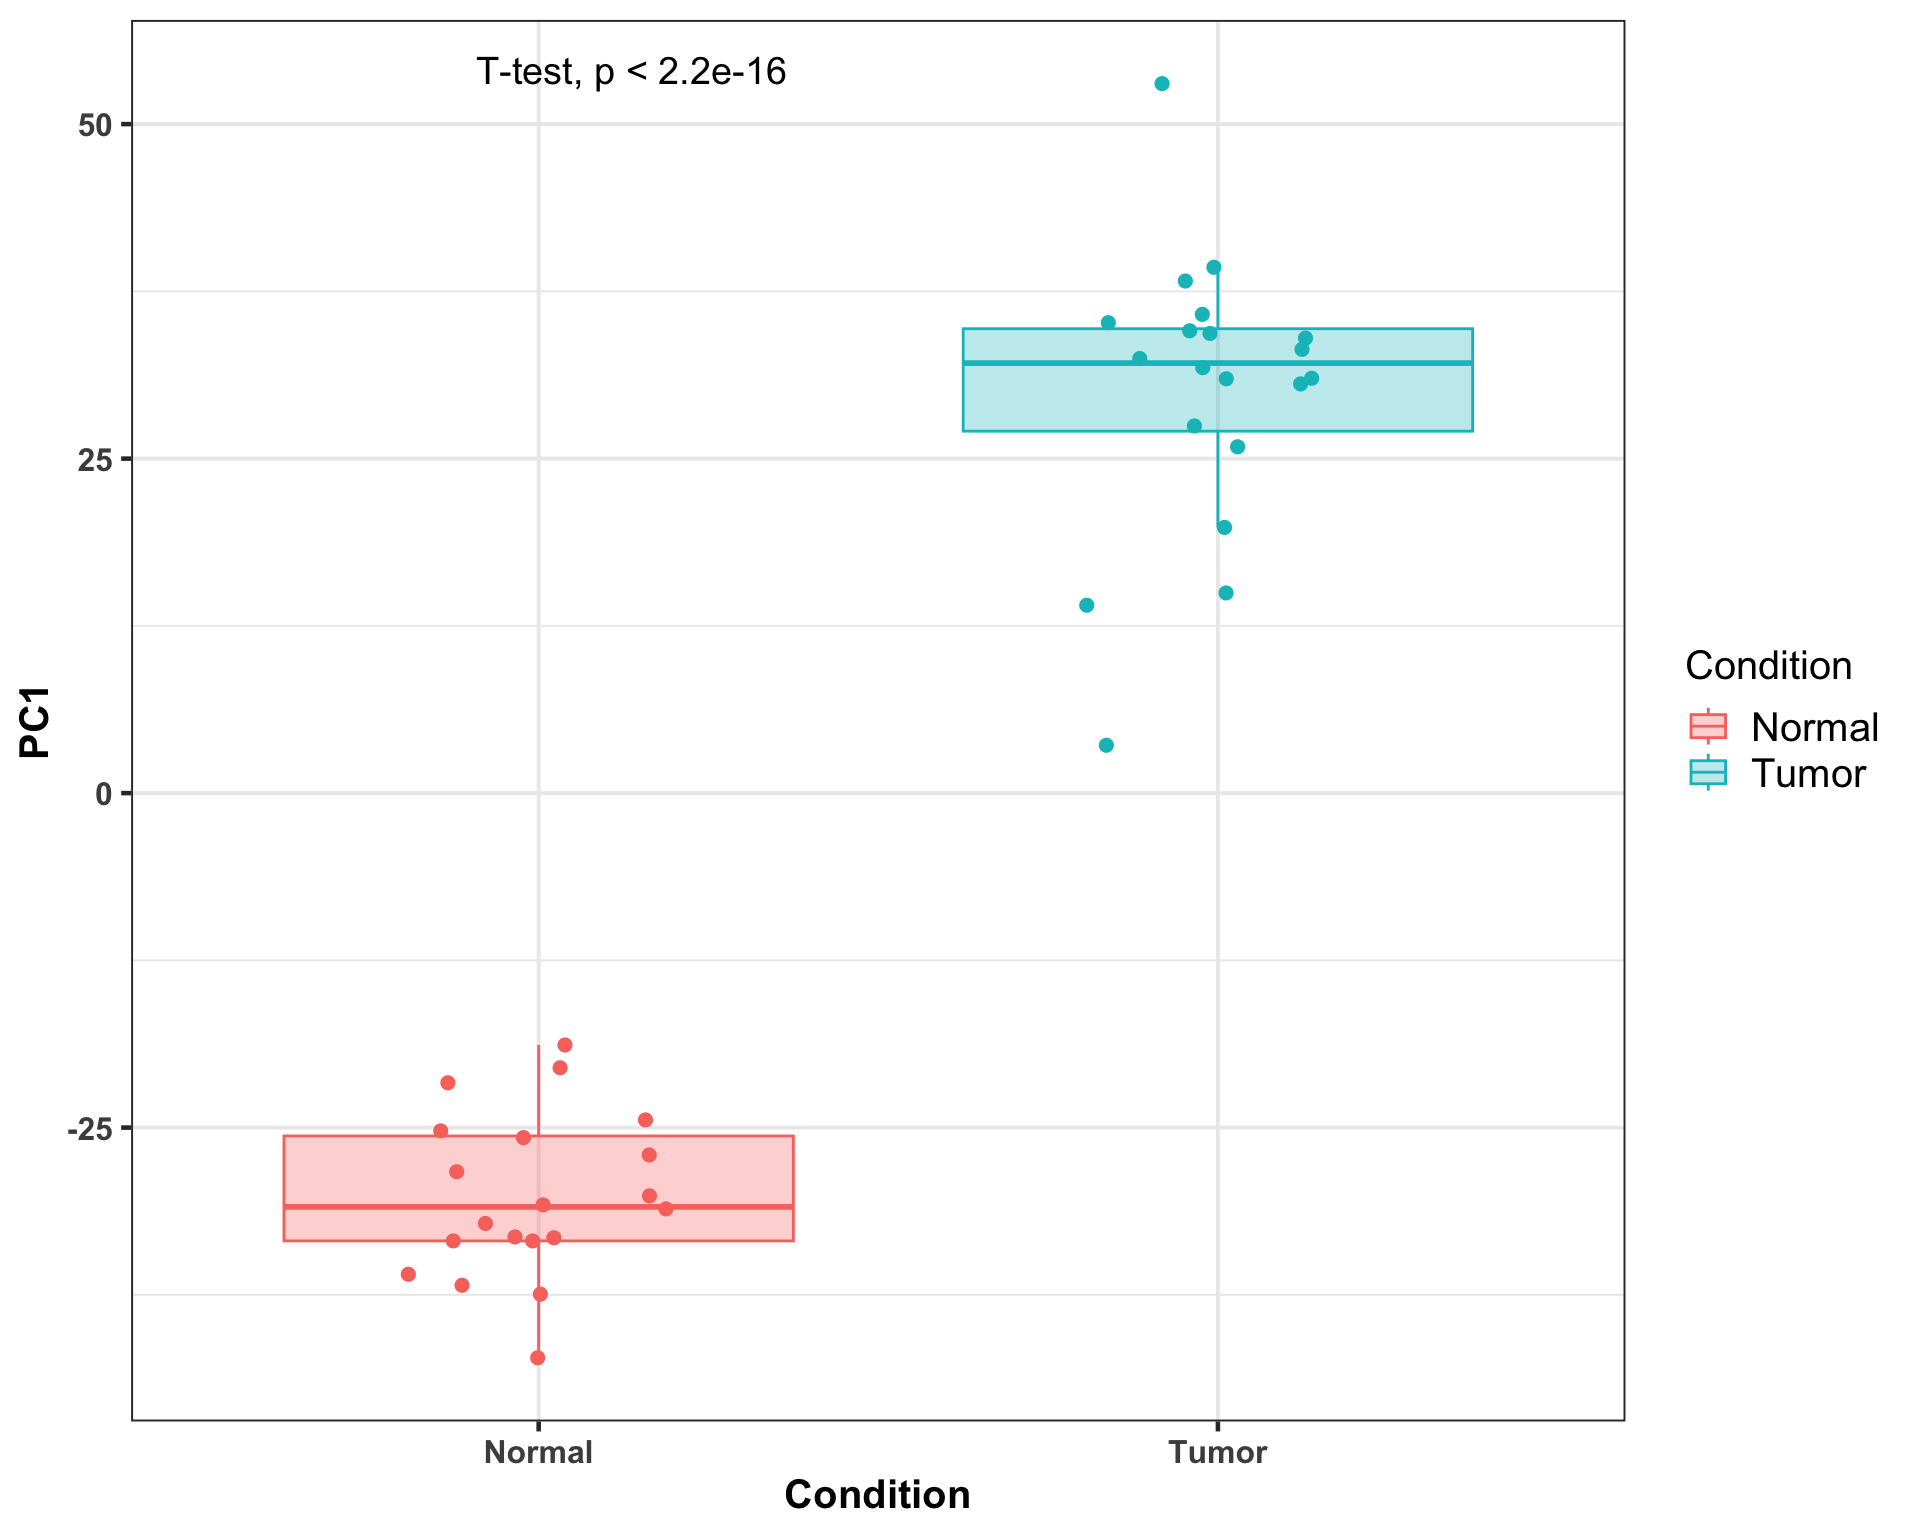 T-test, p < 2.2e-16
50
25
0
-25
PC1
Normal
Tumor
Condition
Condition
Normal
Tumor